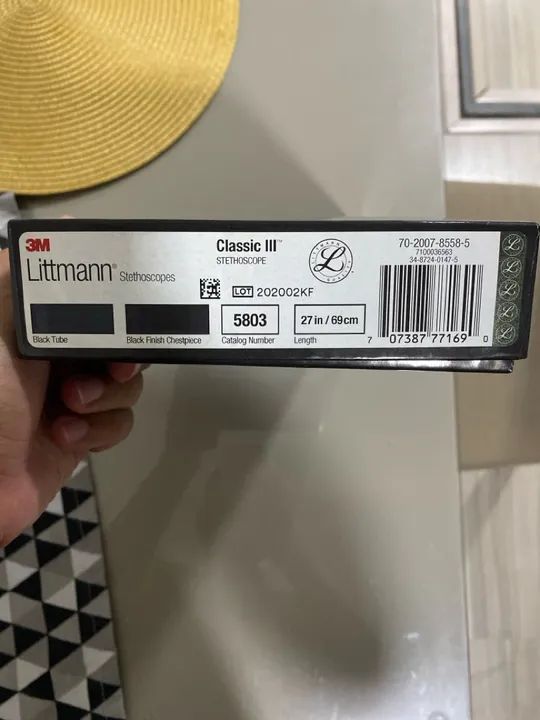 3M
Littmann® Stethoscopes
Classic III™
STETHOSCOPE
L
LOT 202002KF
Black Tube
Black Finish Chestpiece
5803
Catalog Number
27 in / 69 cm
Length
70-2007-8558-5
7100036563
34-8724-0147-5
7 07387 77169 0